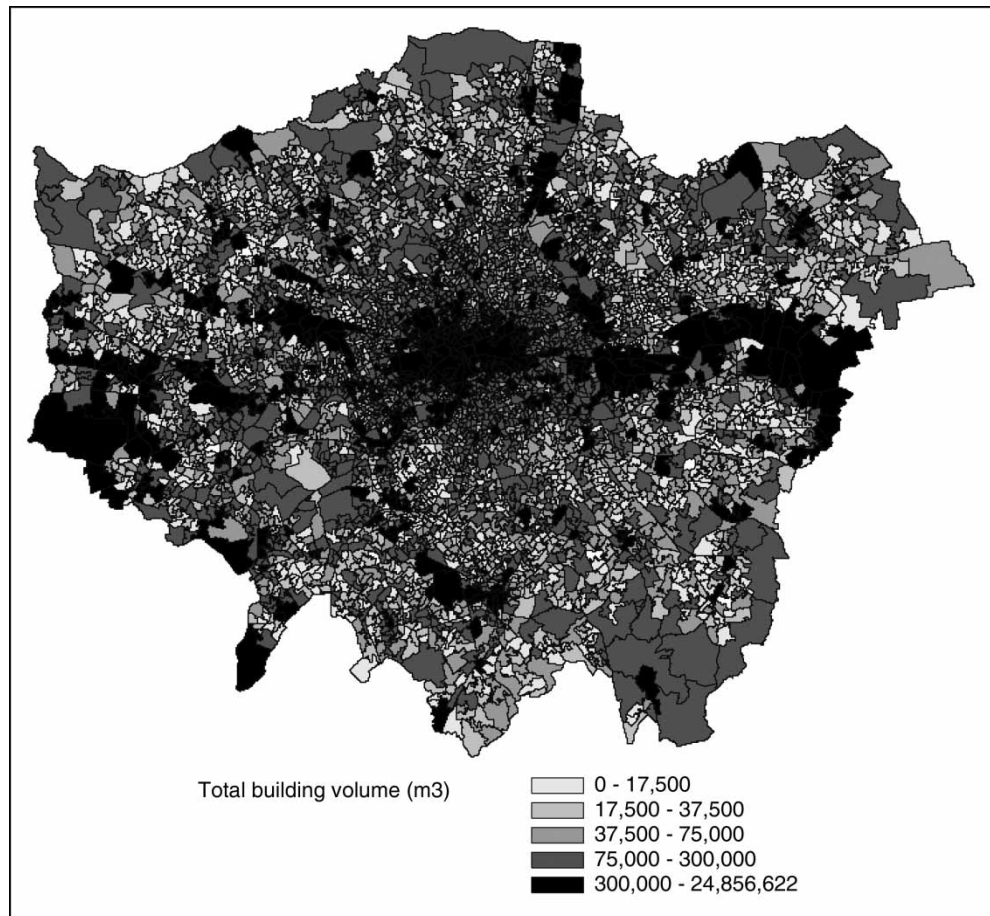 Total building volume (m3)
0 - 17,500
17,500 - 37,500
37,500 - 75,000
75,000 - 300,000
300,000 - 24,856,622